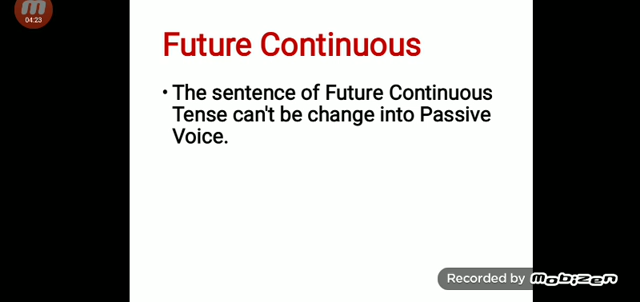 04:23
Future Continuous
• The sentence of Future Continuous
Tense can't be change into Passive
Voice.
Recorded by Mobizen